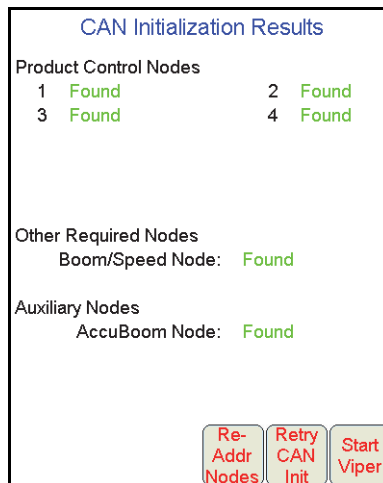 CAN Initialization Results
Product Control Nodes
1 Found 2 Found
3 Found 4 Found
Other Required Nodes
Boom/Speed Node: Found
Auxiliary Nodes
AccuBoom Node: Found
Re-
Addr
Nodes
Retry
CAN
Init
Start
Viper